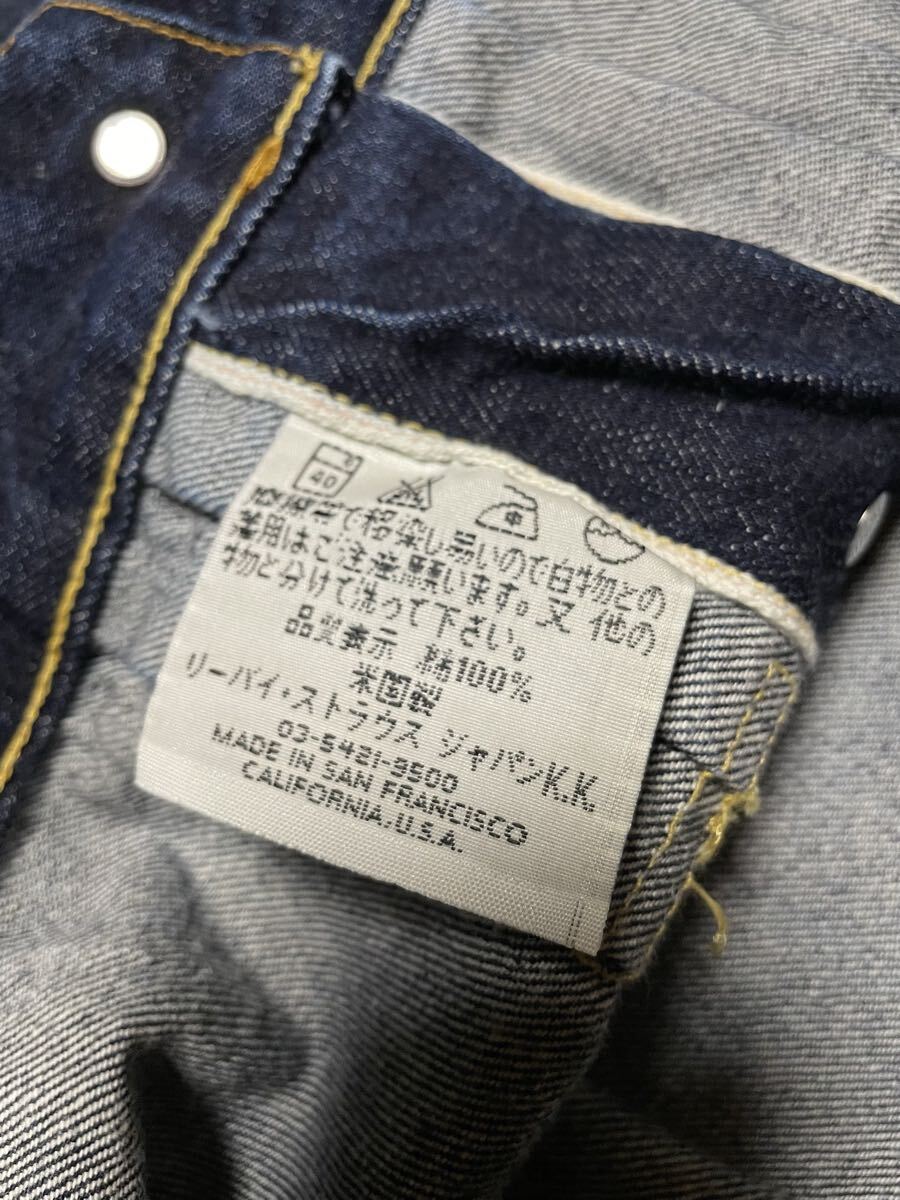 40
摩擦等で移染し易いので白物との
着用はご注意願います。又 他の
物と分けて洗って下さい。
品質表示 綿100%
米国製
リーバイ・ストラウス ジャパンK.K.
03-5421-3500
MADE IN SAN FRANCISCO
CALIFORNIA.U.S.A.